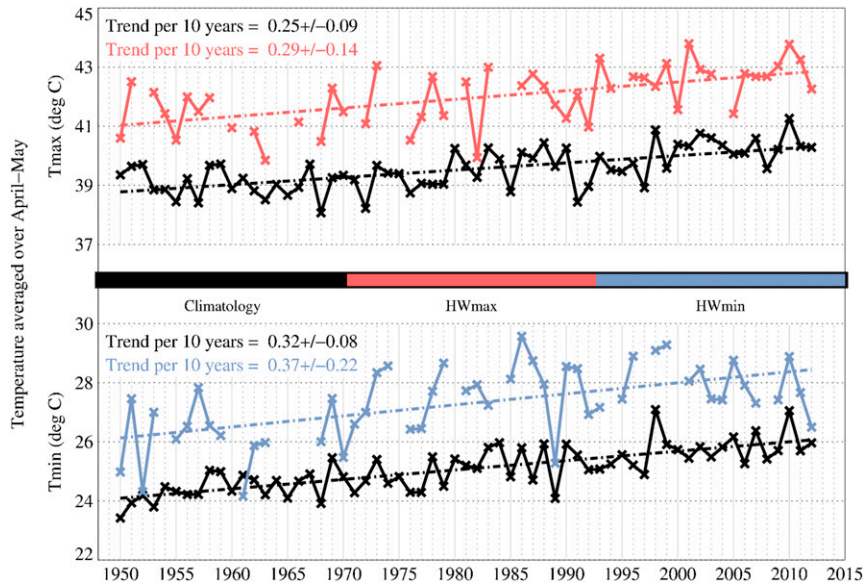 45
Trend per 10 years = 0.25+/−0.09
Trend per 10 years = 0.29+/−0.14
43
41
39
37
Tmax (deg C)
Temperature averaged over April−May
Climatology HWmax HWmin
30
Trend per 10 years = 0.32+/−0.08
Trend per 10 years = 0.37+/−0.22
28
26
24
22
Tmin (deg C)
1950 1955 1960 1965 1970 1975 1980 1985 1990 1995 2000 2005 2010 2015